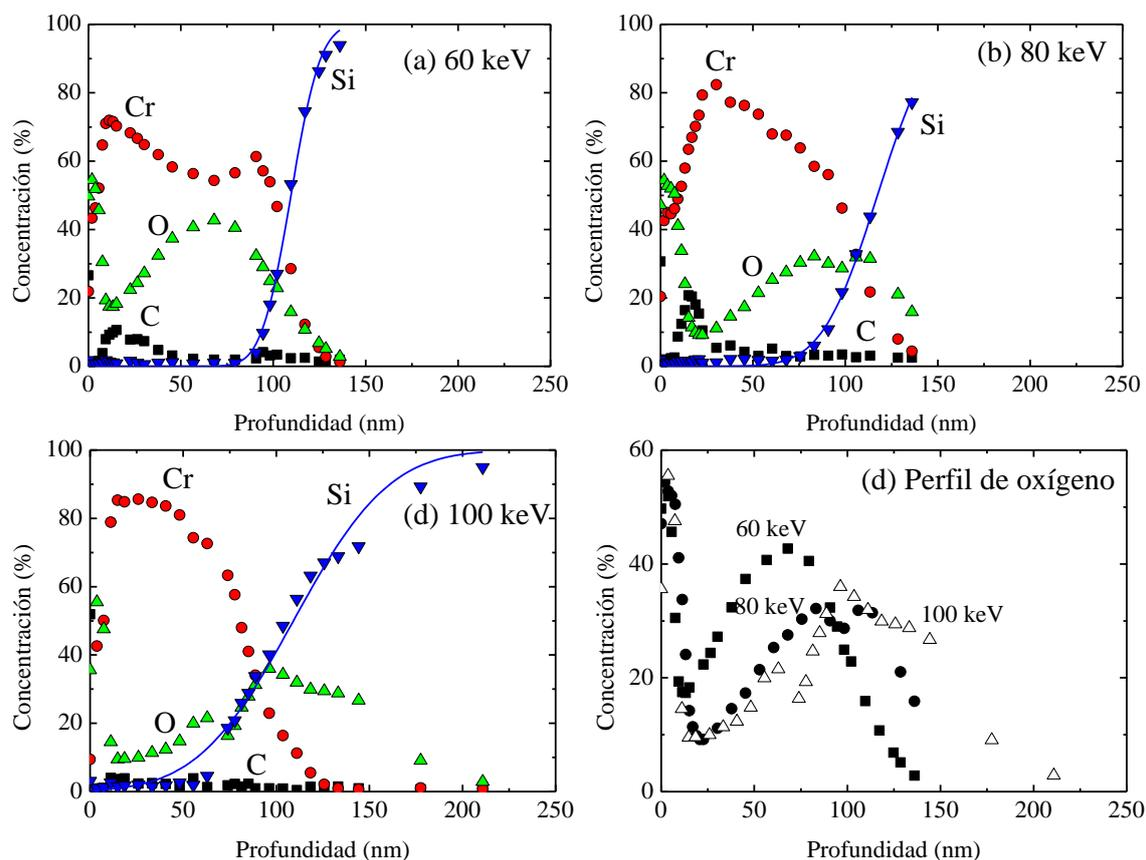 (a) 60 keV
Cr
Si
O
C
Concentración (%)
100
80
60
40
20
0
0 50 100 150 200 250
Profundidad (nm)
(b) 80 keV
Cr
Si
O
C
Concentración (%)
100
80
60
40
20
0
0 50 100 150 200 250
Profundidad (nm)
(d) 100 keV
Cr
Si
O
C
Concentración (%)
100
80
60
40
20
0
0 50 100 150 200 250
Profundidad (nm)
(d) Perfil de oxígeno
60 keV
80 keV
100 keV
Concentración (%)
60
40
20
0
0 50 100 150 200 250
Profundidad (nm)